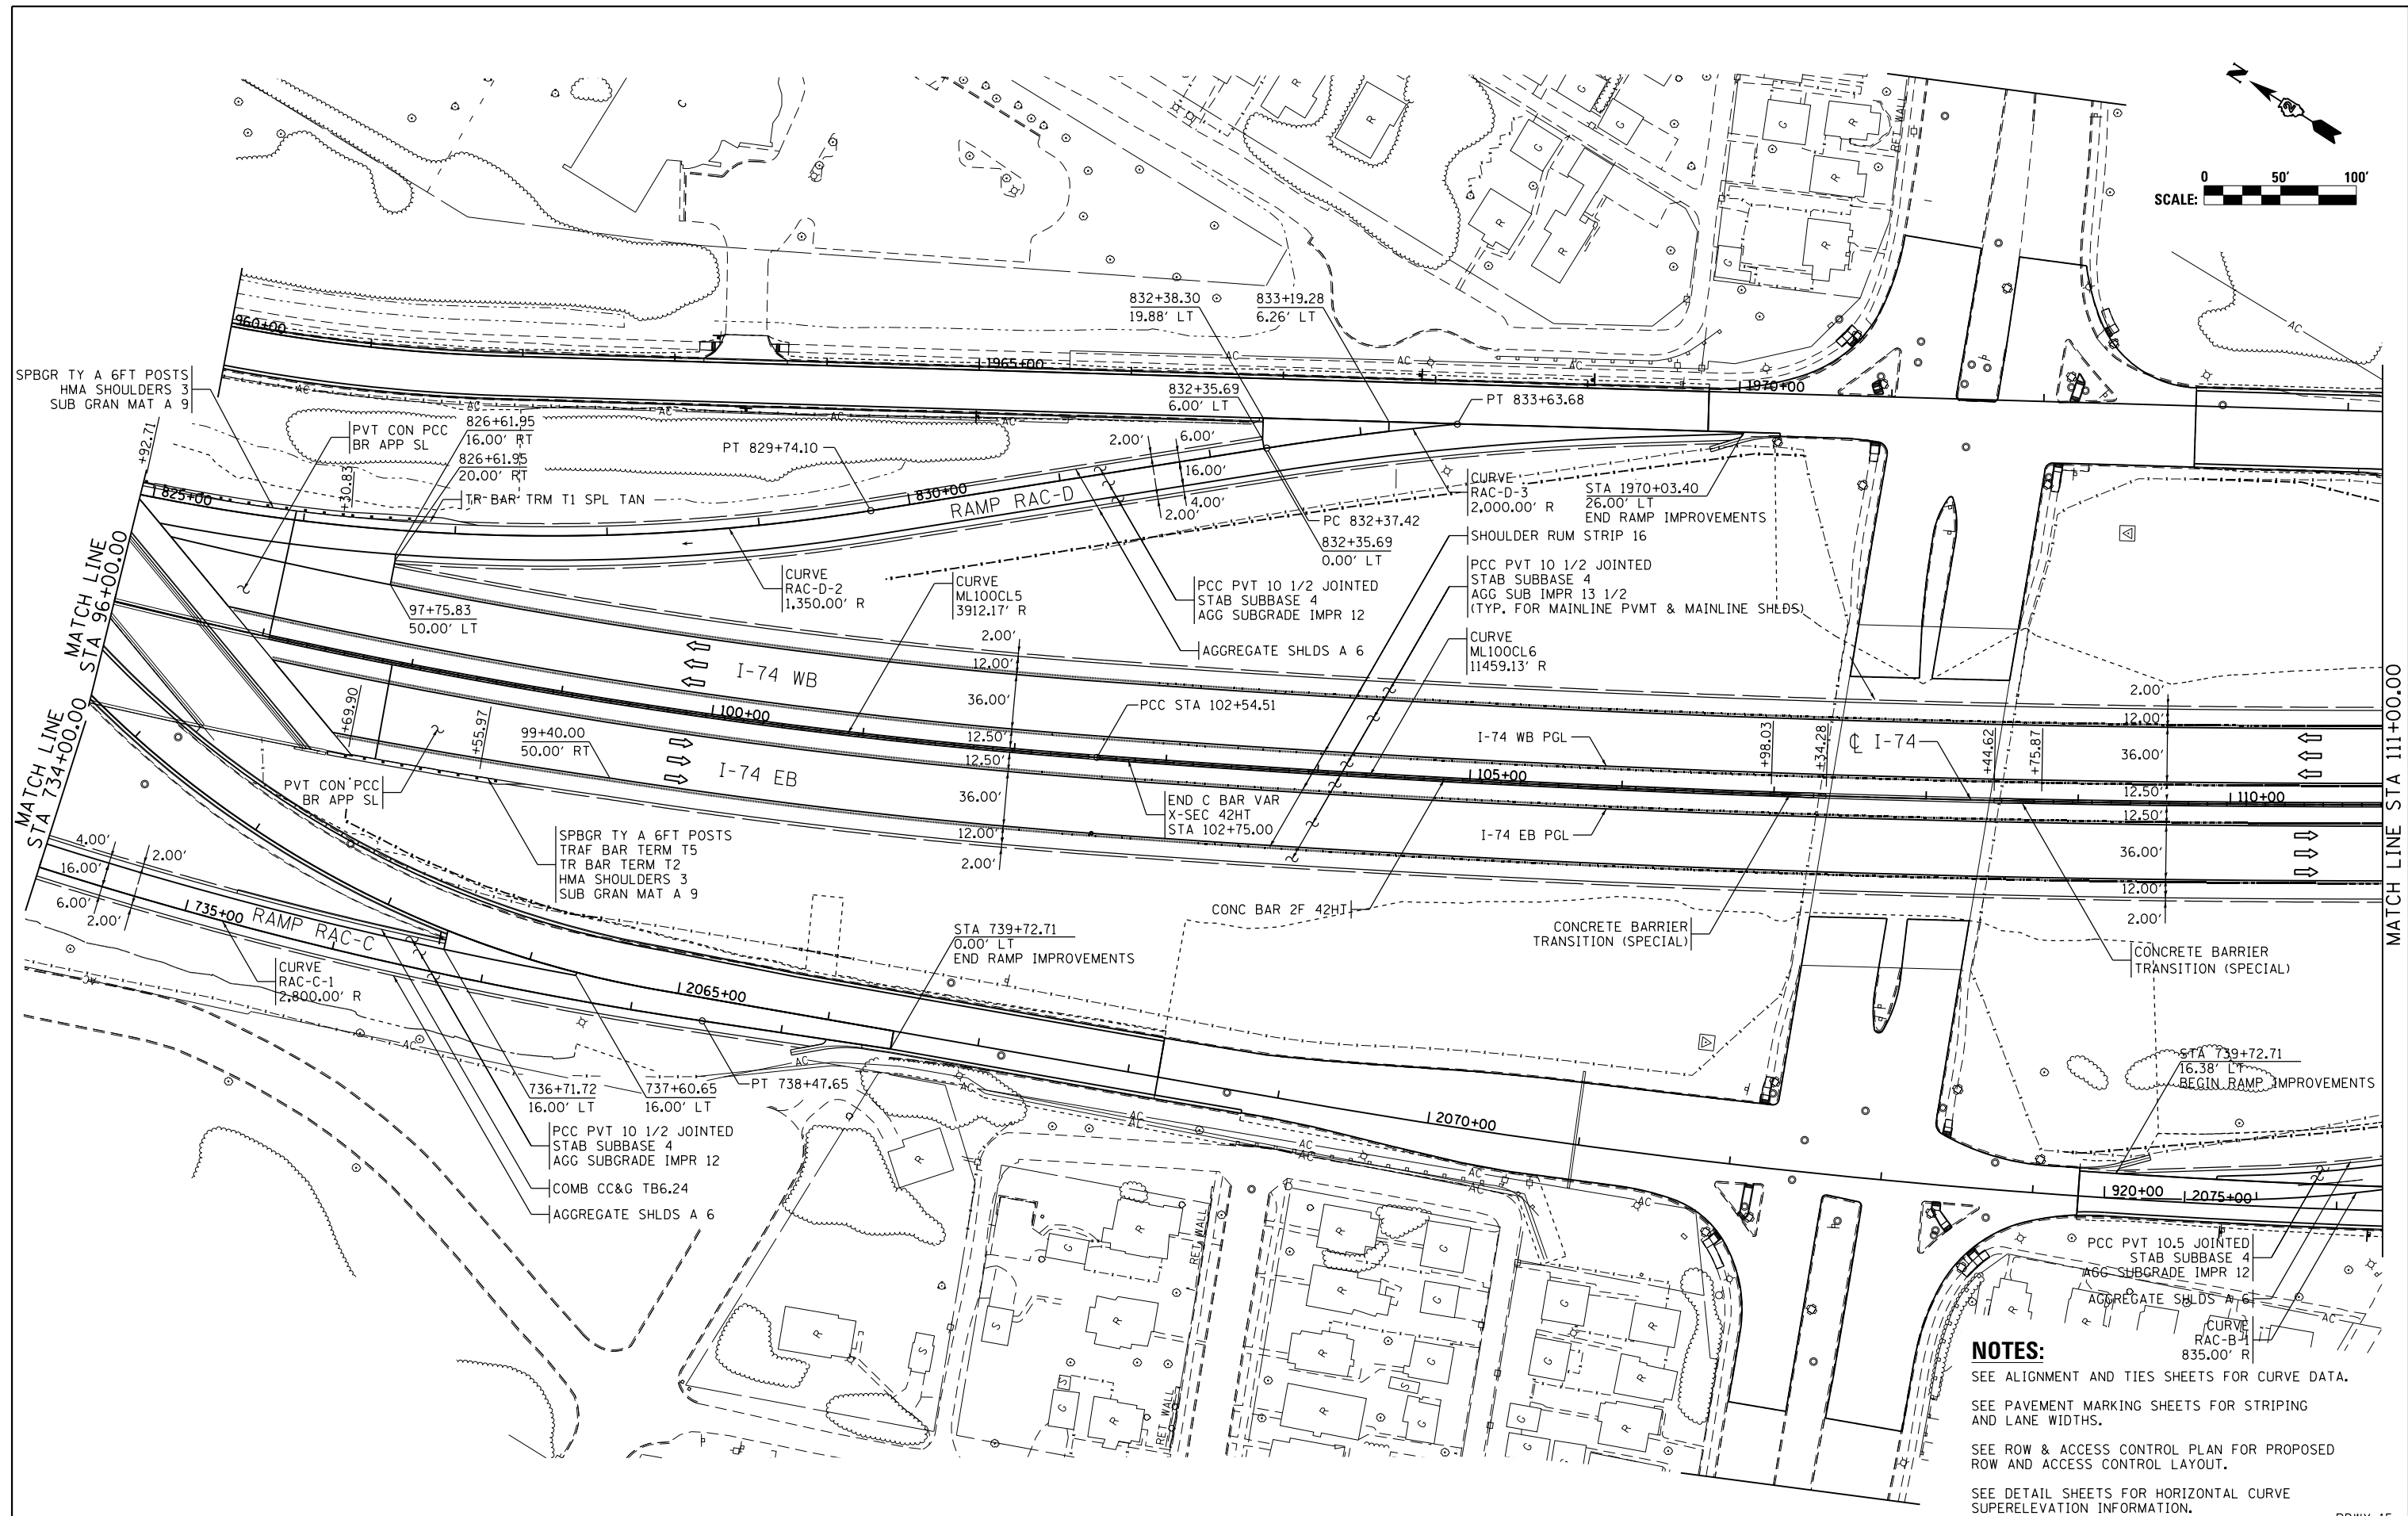 N
2
0 50' 100'
SCALE:
C
R
G
RET WALL
832+38.30
19.88' LT
833+19.28
6.26' LT
960+00
1965+00
AC
1970+00
SPBGR TY A 6FT POSTS
HMA SHOULDERS 3
SUB GRAN MAT A 9
832+35.69
6.00' LT
PT 833+63.68
PVT CON PCC
BR APP SL
826+61.95
16.00' RT
826+61.95
20.00' RT
PT 829+74.10
2.00'
6.00'
16.00'
4.00'
2.00'
+92.71
+30.83
825+00
TR BAR TRM T1 SPL TAN
830+00
RAMP RAC-D
CURVE
RAC-D-3
2,000.00' R
STA 1970+03.40
26.00' LT
END RAMP IMPROVEMENTS
PC 832+37.42
832+35.69
0.00' LT
SHOULDER RUM STRIP 16
MATCH LINE
STA 96+00.00
97+75.83
50.00' LT
CURVE
RAC-D-2
1,350.00' R
CURVE
ML100CL5
3912.17' R
PCC PVT 10 1/2 JOINTED
STAB SUBBASE 4
AGG SUBGRADE IMPR 12
PCC PVT 10 1/2 JOINTED
STAB SUBBASE 4
AGG SUB IMPR 13 1/2
(TYP. FOR MAINLINE PVMT & MAINLINE SHLDS)
AGGREGATE SHLDS A 6
CURVE
ML100CL6
11459.13' R
I-74 WB
2.00'
12.00'
36.00'
12.50'
12.50'
36.00'
12.00'
2.00'
100+00
PCC STA 102+54.51
MATCH LINE
STA 734+00.00
+69.90
+55.97
99+40.00
50.00' RT
I-74 EB
I-74 WB PGL
+98.03
+34.28
℄ I-74
+44.62
+75.87
2.00'
12.00'
36.00'
12.50'
12.50'
36.00'
12.00'
2.00'
105+00
110+00
MATCH LINE STA 111+00.00
PVT CON PCC
BR APP SL
END C BAR VAR
X-SEC 42HT
STA 102+75.00
I-74 EB PGL
SPBGR TY A 6FT POSTS
TRAF BAR TERM T5
TR BAR TERM T2
HMA SHOULDERS 3
SUB GRAN MAT A 9
4.00'
16.00'
6.00'
2.00'
2.00'
735+00
RAMP RAC-C
CONC BAR 2F 42HT
CONCRETE BARRIER
TRANSITION (SPECIAL)
CONCRETE BARRIER
TRANSITION (SPECIAL)
STA 739+72.71
0.00' LT
END RAMP IMPROVEMENTS
CURVE
RAC-C-1
2,800.00' R
2065+00
736+71.72
16.00' LT
737+60.65
16.00' LT
PT 738+47.65
STA 739+72.71
16.38' LT
BEGIN RAMP IMPROVEMENTS
2070+00
PCC PVT 10 1/2 JOINTED
STAB SUBBASE 4
AGG SUBGRADE IMPR 12
COMB CC&G TB6.24
AGGREGATE SHLDS A 6
920+00
2075+00
RET WALL
RET WALL
PCC PVT 10.5 JOINTED
STAB SUBBASE 4
AGG SUBGRADE IMPR 12
AGGREGATE SHLDS A 6
CURVE
RAC-B-1
835.00' R
NOTES:
SEE ALIGNMENT AND TIES SHEETS FOR CURVE DATA.
SEE PAVEMENT MARKING SHEETS FOR STRIPING
AND LANE WIDTHS.
SEE ROW & ACCESS CONTROL PLAN FOR PROPOSED
ROW AND ACCESS CONTROL LAYOUT.
SEE DETAIL SHEETS FOR HORIZONTAL CURVE
SUPERELEVATION INFORMATION.